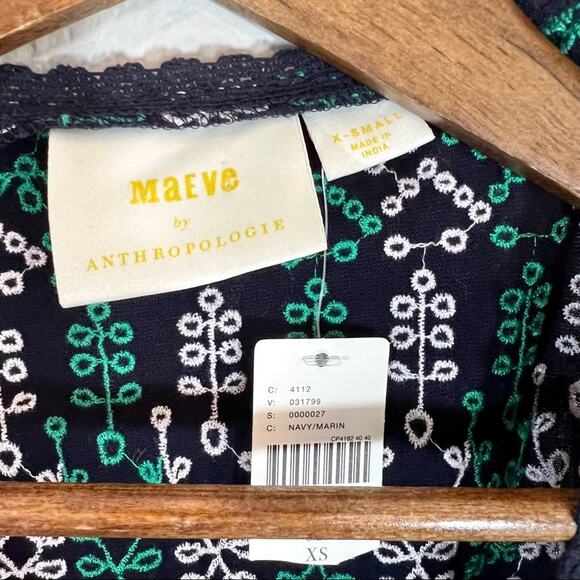 MaEVe
by
ANTHROPOLOGIE
X-SMALL
MADE IN
INDIA
C: 4112
V: 031799
S: 0000027
C: NAVY/MARIN
CP4182 40 40
XS